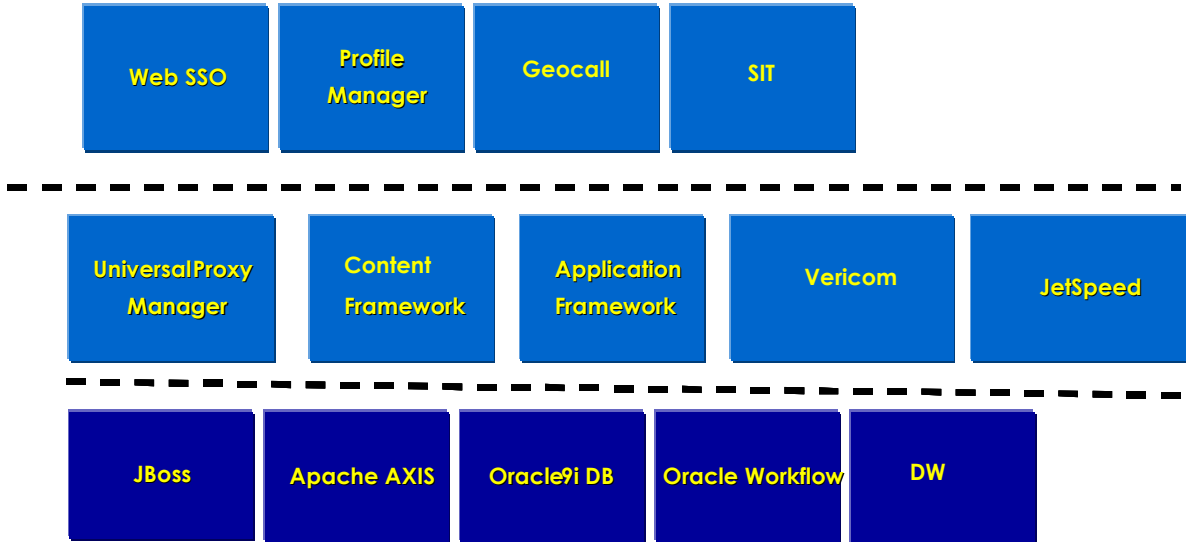 Web SSO
Profile
Manager
Geocall
SIT
UniversalProxy
Manager
Content
Framework
Application
Framework
Vericom
JetSpeed
JBoss
Apache AXIS
Oracle9i DB
Oracle Workflow
DW